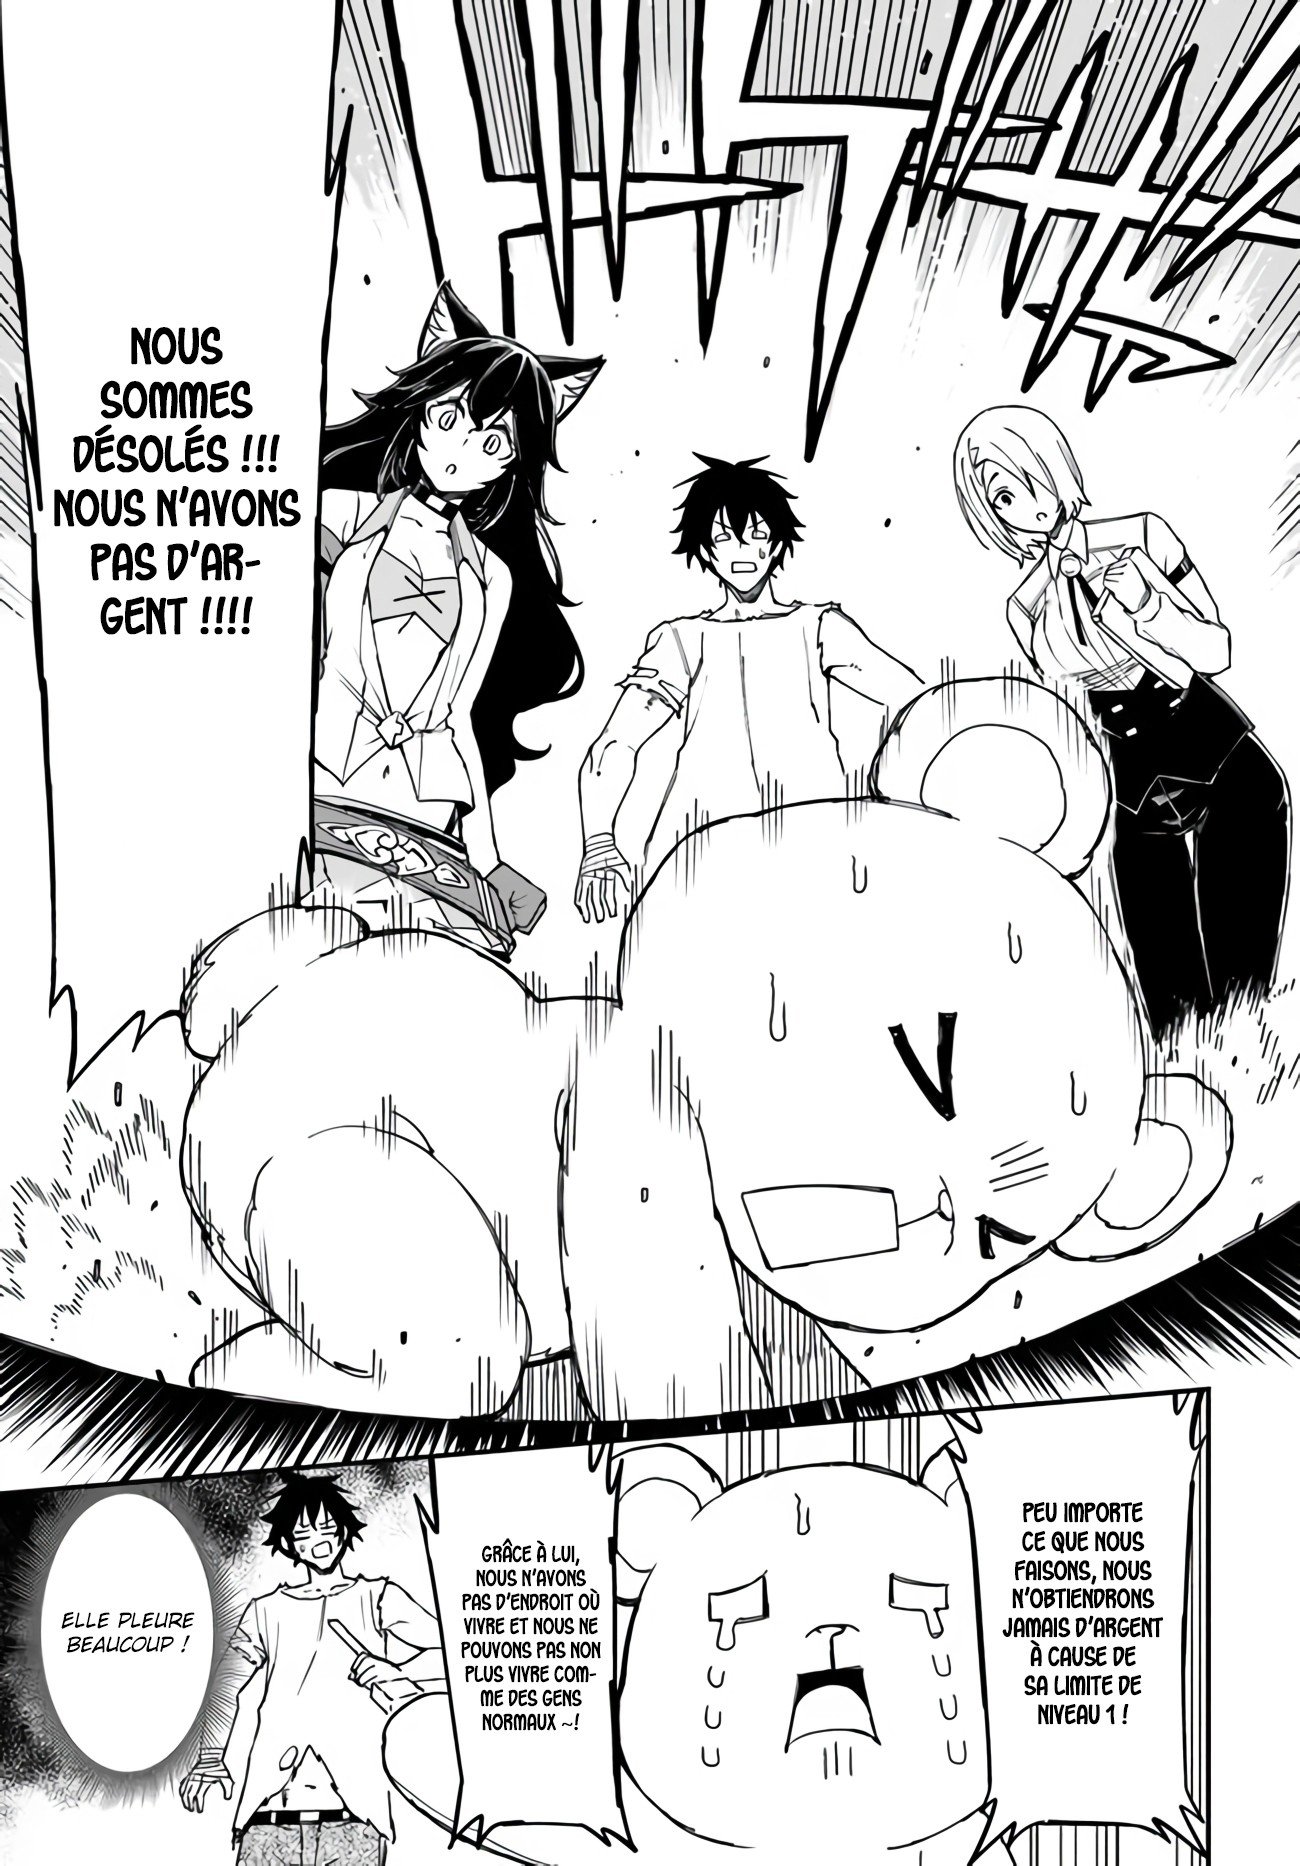 NOUS
SOMMES
DÉSOLÉS !!!
NOUS N'AVONS
PAS D'AR-
GENT !!!!
PEU IMPORTE
CE QUE NOUS
FAISONS, NOUS
N'OBTIENDRONS
JAMAIS D'ARGENT
À CAUSE DE
SA LIMITE DE
NIVEAU 1 !
GRÂCE À LUI,
NOUS N'AVONS
PAS D'ENDROIT OÙ
VIVRE ET NOUS NE
POUVONS PAS NON
PLUS VIVRE COM-
ME DES GENS
NORMAUX ~!
ELLE PLEURE
BEAUCOUP !